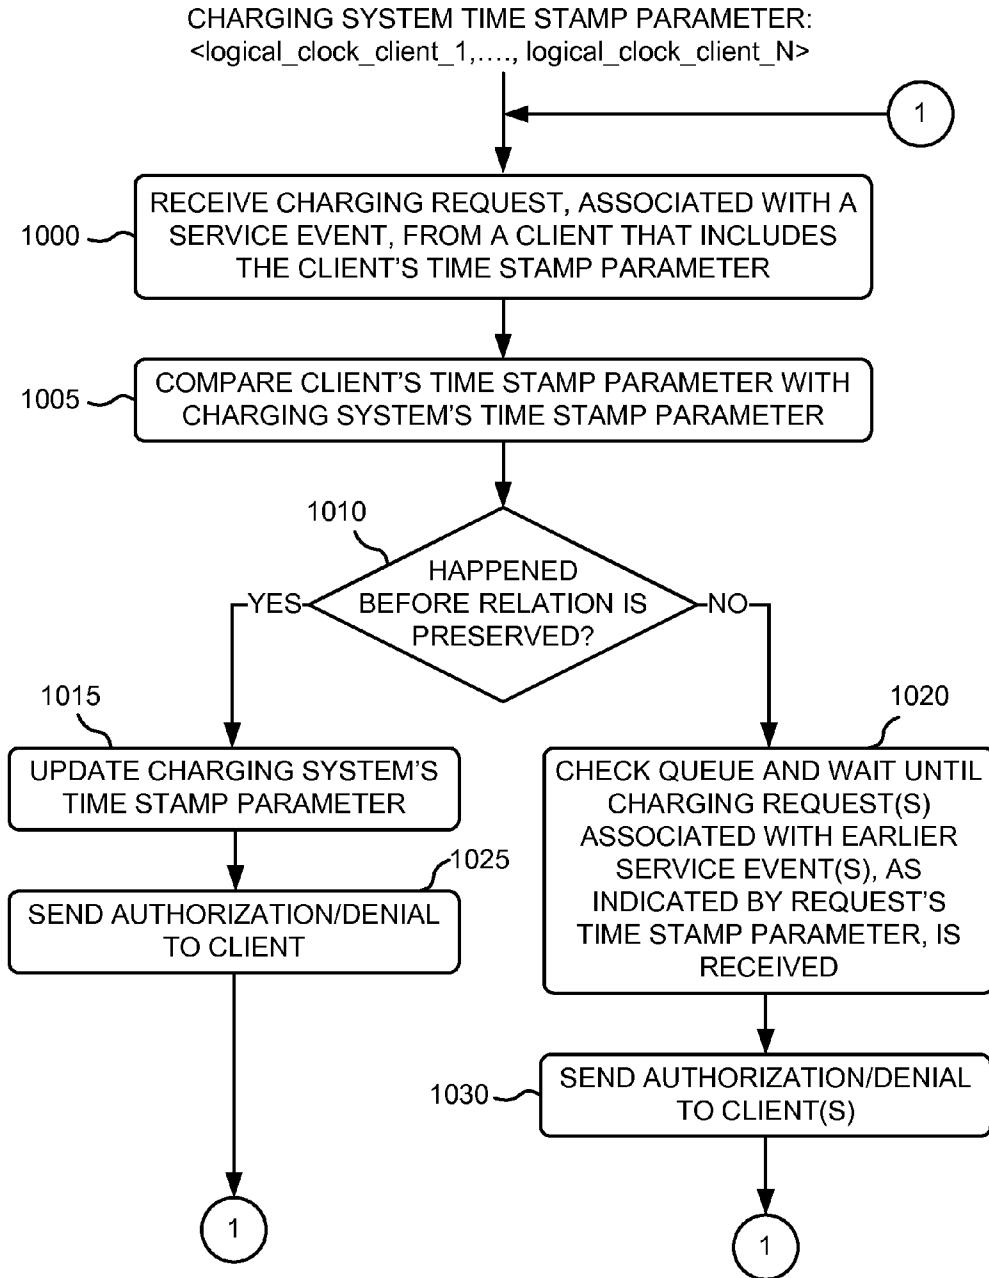 CHARGING SYSTEM TIME STAMP PARAMETER:
<logical_clock_client_1,...., logical_clock_client_N>
1
1000
RECEIVE CHARGING REQUEST, ASSOCIATED WITH A
SERVICE EVENT, FROM A CLIENT THAT INCLUDES
THE CLIENT'S TIME STAMP PARAMETER
1005
COMPARE CLIENT'S TIME STAMP PARAMETER WITH
CHARGING SYSTEM'S TIME STAMP PARAMETER
1010
HAPPENED
BEFORE RELATION IS
PRESERVED?
YES
NO
1015
UPDATE CHARGING SYSTEM'S
TIME STAMP PARAMETER
1025
SEND AUTHORIZATION/DENIAL
TO CLIENT
1
1020
CHECK QUEUE AND WAIT UNTIL
CHARGING REQUEST(S)
ASSOCIATED WITH EARLIER
SERVICE EVENT(S), AS
INDICATED BY REQUEST'S
TIME STAMP PARAMETER, IS
RECEIVED
1030
SEND AUTHORIZATION/DENIAL
TO CLIENT(S)
1